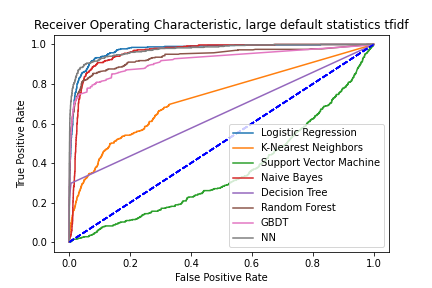 Receiver Operating Characteristic, large default statistics tfidf
1.0
0.8
0.6
0.4
0.2
0.0
True Positive Rate
Logistic Regression
K-Nearest Neighbors
Support Vector Machine
Naive Bayes
Decision Tree
Random Forest
GBDT
NN
0.0 0.2 0.4 0.6 0.8 1.0
False Positive Rate